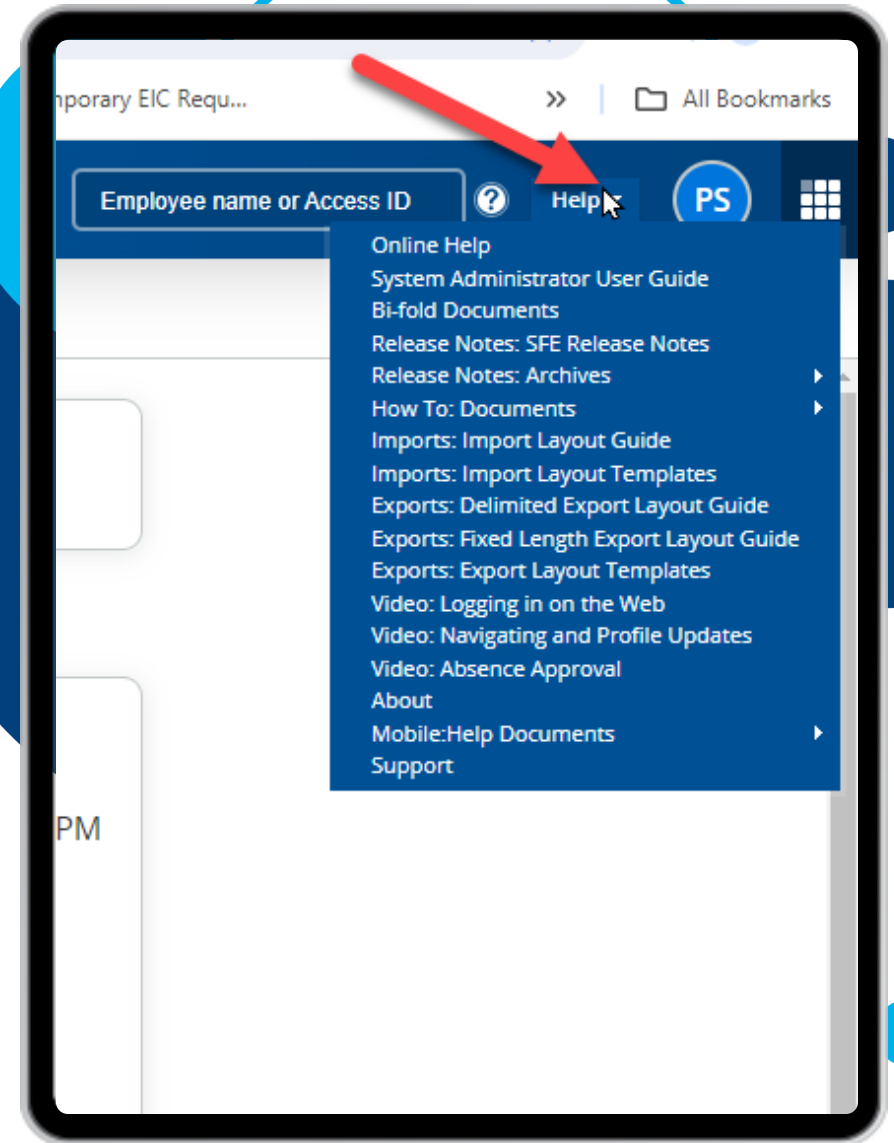 nporary EIC Requ...
All Bookmarks
Employee name or Access ID
Help
PS
Online Help
System Administrator User Guide
Bi-fold Documents
Release Notes: SFE Release Notes
Release Notes: Archives
How To: Documents
Imports: Import Layout Guide
Imports: Import Layout Templates
Exports: Delimited Export Layout Guide
Exports: Fixed Length Export Layout Guide
Exports: Export Layout Templates
Video: Logging in on the Web
Video: Navigating and Profile Updates
Video: Absence Approval
About
Mobile:Help Documents
Support
PM